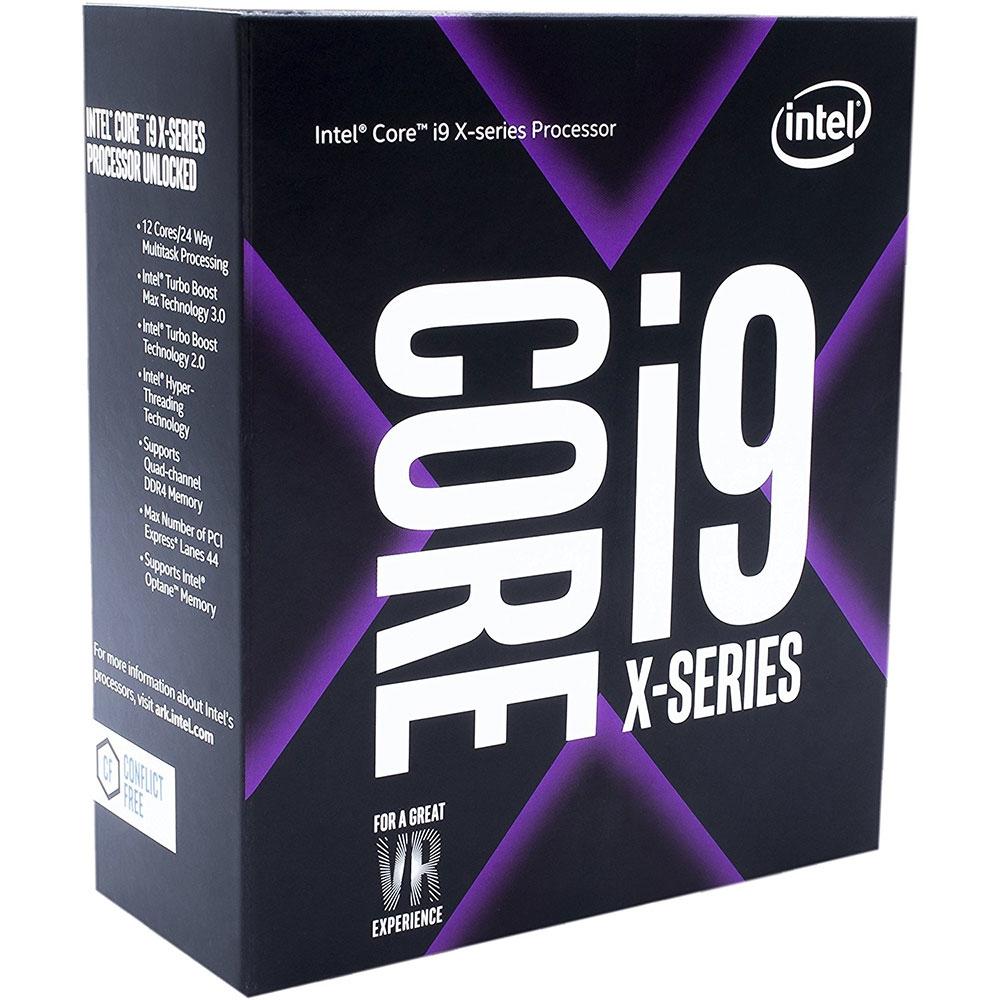 INTEL® CORE™ i9 X-SERIES
PROCESSOR UNLOCKED
•12 Cores/24 Way
Multitask Processing
•Intel® Turbo Boost
Max Technology 3.0
•Intel® Turbo Boost
Technology 2.0
•Intel® Hyper-
Threading
Technology
•Supports
Quad-channel
DDR4 Memory
•Max Number of PCI
Express* Lanes 44
•Supports Intel®
Optane™ Memory
For more information about Intel's
processors, visit ark.intel.com
CF
CONFLICT
FREE
Intel® Core™ i9 X-series Processor
intel®
CORE
i9
X-SERIES
FOR A GREAT
VR
EXPERIENCE